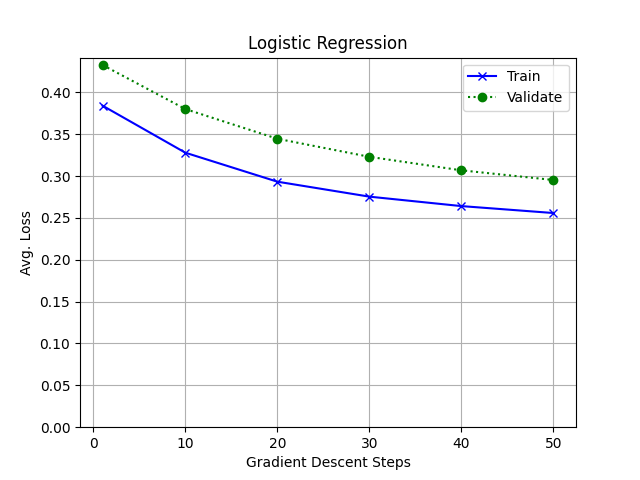 Logistic Regression
Train
Validate
0.40
0.35
0.30
0.25
0.20
0.15
0.10
0.05
0.00
Avg. Loss
0 10 20 30 40 50
Gradient Descent Steps